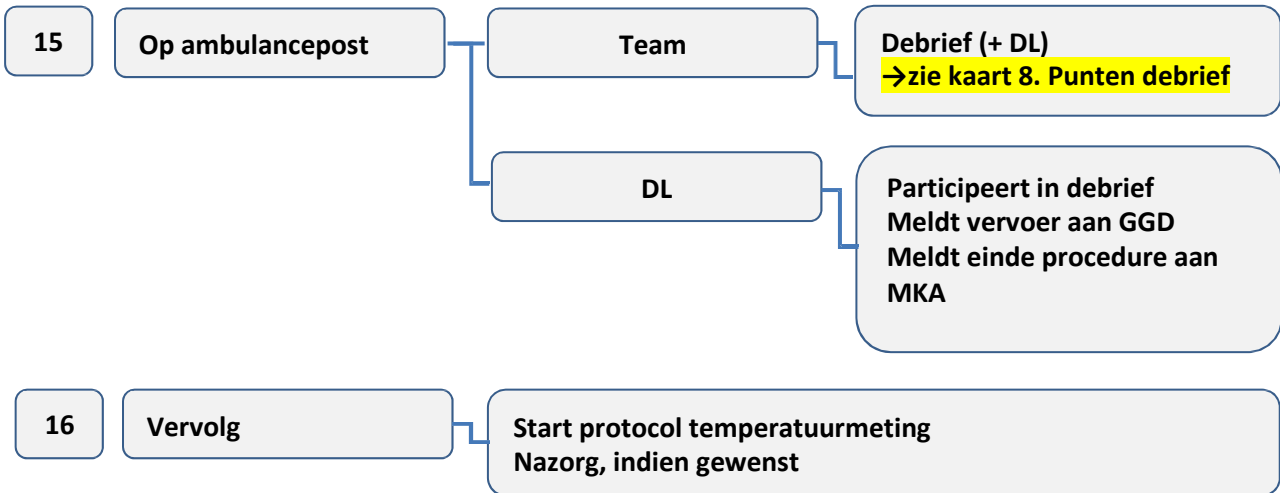 15
Op ambulancepost
Team
Debrief (+ DL)
→zie kaart 8. Punten debrief
DL
Participeert in debrief
Meldt vervoer aan GGD
Meldt einde procedure aan
MKA
16
Vervolg
Start protocol temperatuurmeting
Nazorg, indien gewenst